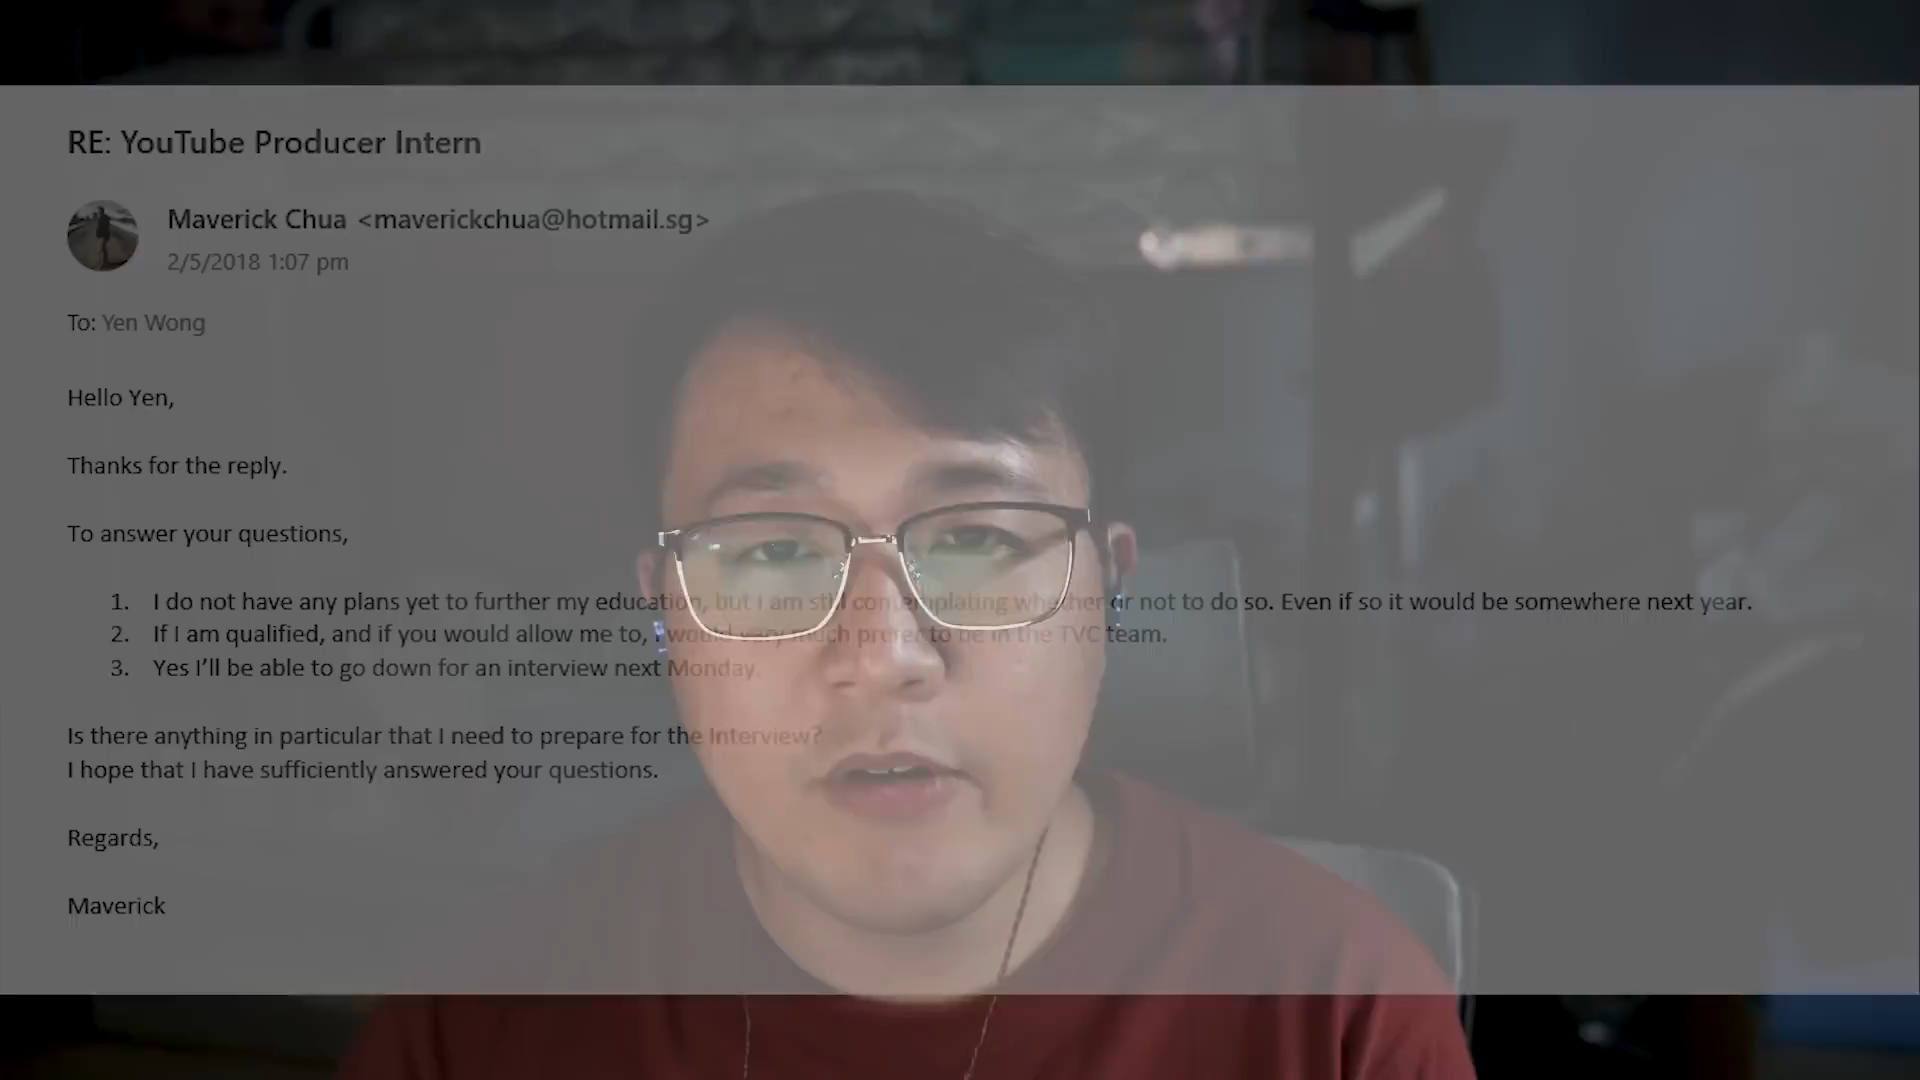 RE: YouTube Producer Intern
Maverick Chua <maverickchua@hotmail.sg>
2/5/2018 1:07 pm
To: Yen Wong
Hello Yen,
Thanks for the reply.
To answer your questions,
1. I do not have any plans yet to further my education, but I am still contemplating whether or not to do so. Even if so it would be somewhere next year.
2. If I am qualified, and if you would allow me to, I would very much prefer to be in the TVC team.
3. Yes I’ll be able to go down for an interview next Monday.
Is there anything in particular that I need to prepare for the Interview?
I hope that I have sufficiently answered your questions.
Regards,
Maverick